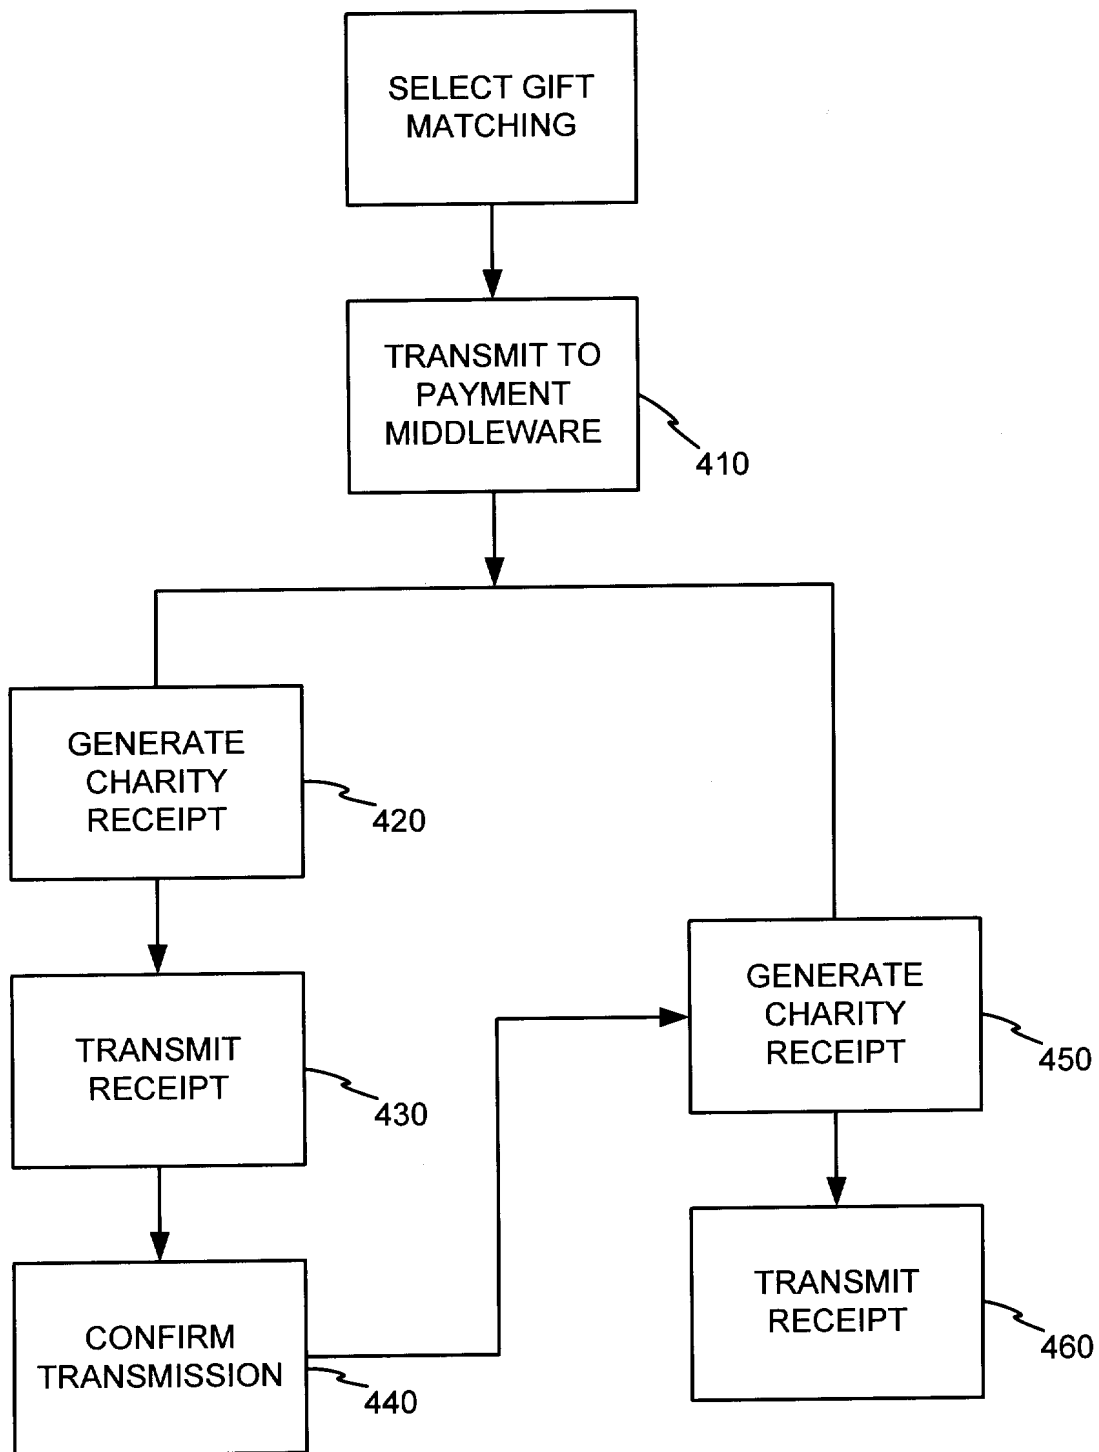 SELECT GIFT
MATCHING
TRANSMIT TO
PAYMENT
MIDDLEWARE
410
GENERATE
CHARITY
RECEIPT
420
TRANSMIT
RECEIPT
430
CONFIRM
TRANSMISSION
440
GENERATE
CHARITY
RECEIPT
450
TRANSMIT
RECEIPT
460